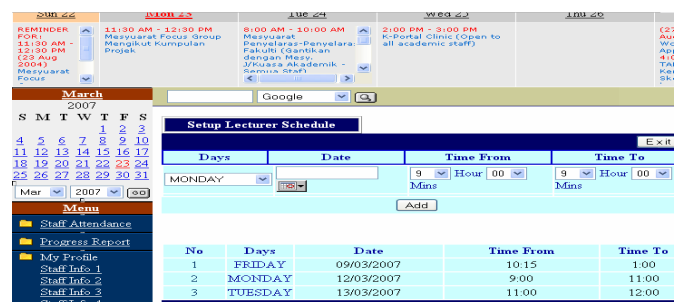 Sun 22 Mon 23 Tue 24 Wed 25 Thu 26
REMINDER FOR: 11:30 AM - 12:30 PM (23 Aug 2004) Mesyuarat Focus
11:30 AM - 12:30 PM Mesyuarat Focus Group Mengikut Kumpulan Projek
8:00 AM - 10:00 AM Mesyuarat Penyelaras-Penyelaras Fakulti (Gantikan dengan Mesy. J/Kuasa Akademik - Semua Staf)
2:00 PM - 3:00 PM K-Portal Clinic (Open to all academic staff)
March
2007
S M T W T F S
1 2 3
4 5 6 7 8 9 10
11 12 13 14 15 16 17
18 19 20 21 22 23 24
25 26 27 28 29 30 31
Mar 2007 GO
Menu
Staff Attendance
Progress Report
My Profile
Staff Info 1
Staff Info 2
Staff Info 3
Google
Setup Lecturer Schedule
Exit
Days Date Time From Time To
MONDAY 9 Hour 00 Mins 9 Hour 00 Mins
Add
No Days Date Time From Time To
1 FRIDAY 09/03/2007 10:15 1:00
2 MONDAY 12/03/2007 9:00 11:00
3 TUESDAY 13/03/2007 11:00 12:00